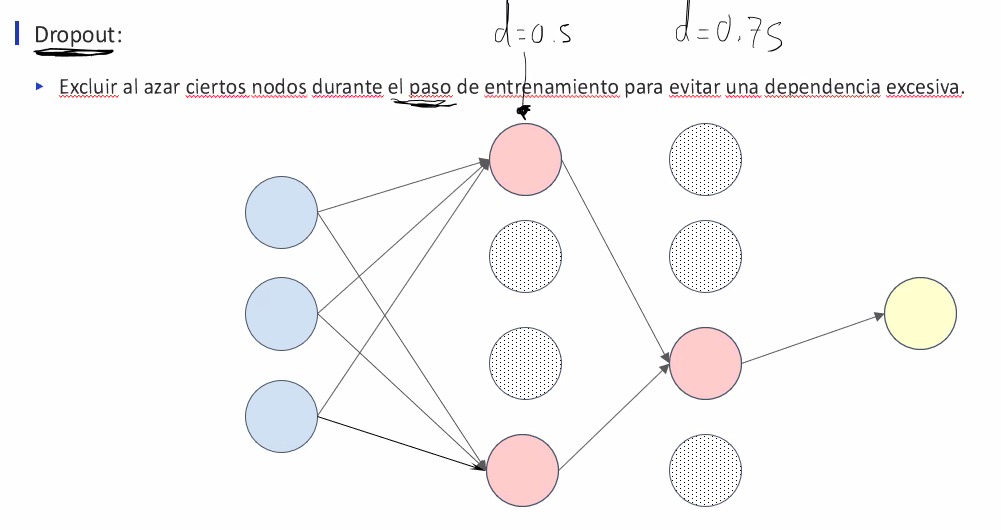 Dropout:
d=0.5
d=0.75
Excluir al azar ciertos nodos durante el paso de entrenamiento para evitar una dependencia excesiva.